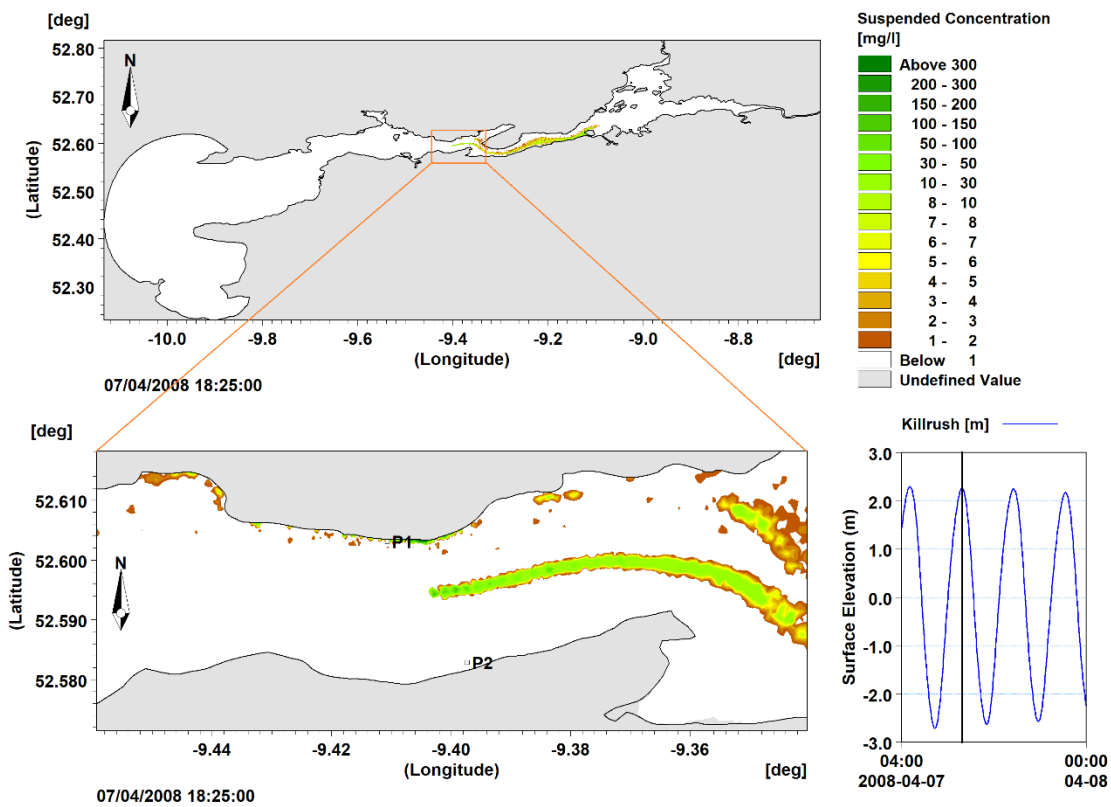 [deg]
52.80
52.70
52.60
52.50
52.40
52.30
(Latitude)
N
-10.0
-9.8
-9.6
-9.4
-9.2
-9.0
-8.8
(Longitude)
[deg]
07/04/2008 18:25:00
Suspended Concentration
[mg/l]
Above 300
200 - 300
150 - 200
100 - 150
50 - 100
30 - 50
10 - 30
8 - 10
7 - 8
6 - 7
5 - 6
4 - 5
3 - 4
2 - 3
1 - 2
Below 1
Undefined Value
[deg]
52.610
52.600
52.590
52.580
(Latitude)
N
P1
P2
-9.44
-9.42
-9.40
-9.38
-9.36
(Longitude)
[deg]
07/04/2008 18:25:00
Killrush [m]
3.0
2.0
1.0
0.0
-1.0
-2.0
-3.0
Surface Elevation (m)
04:00 00:00
2008-04-07 04-08